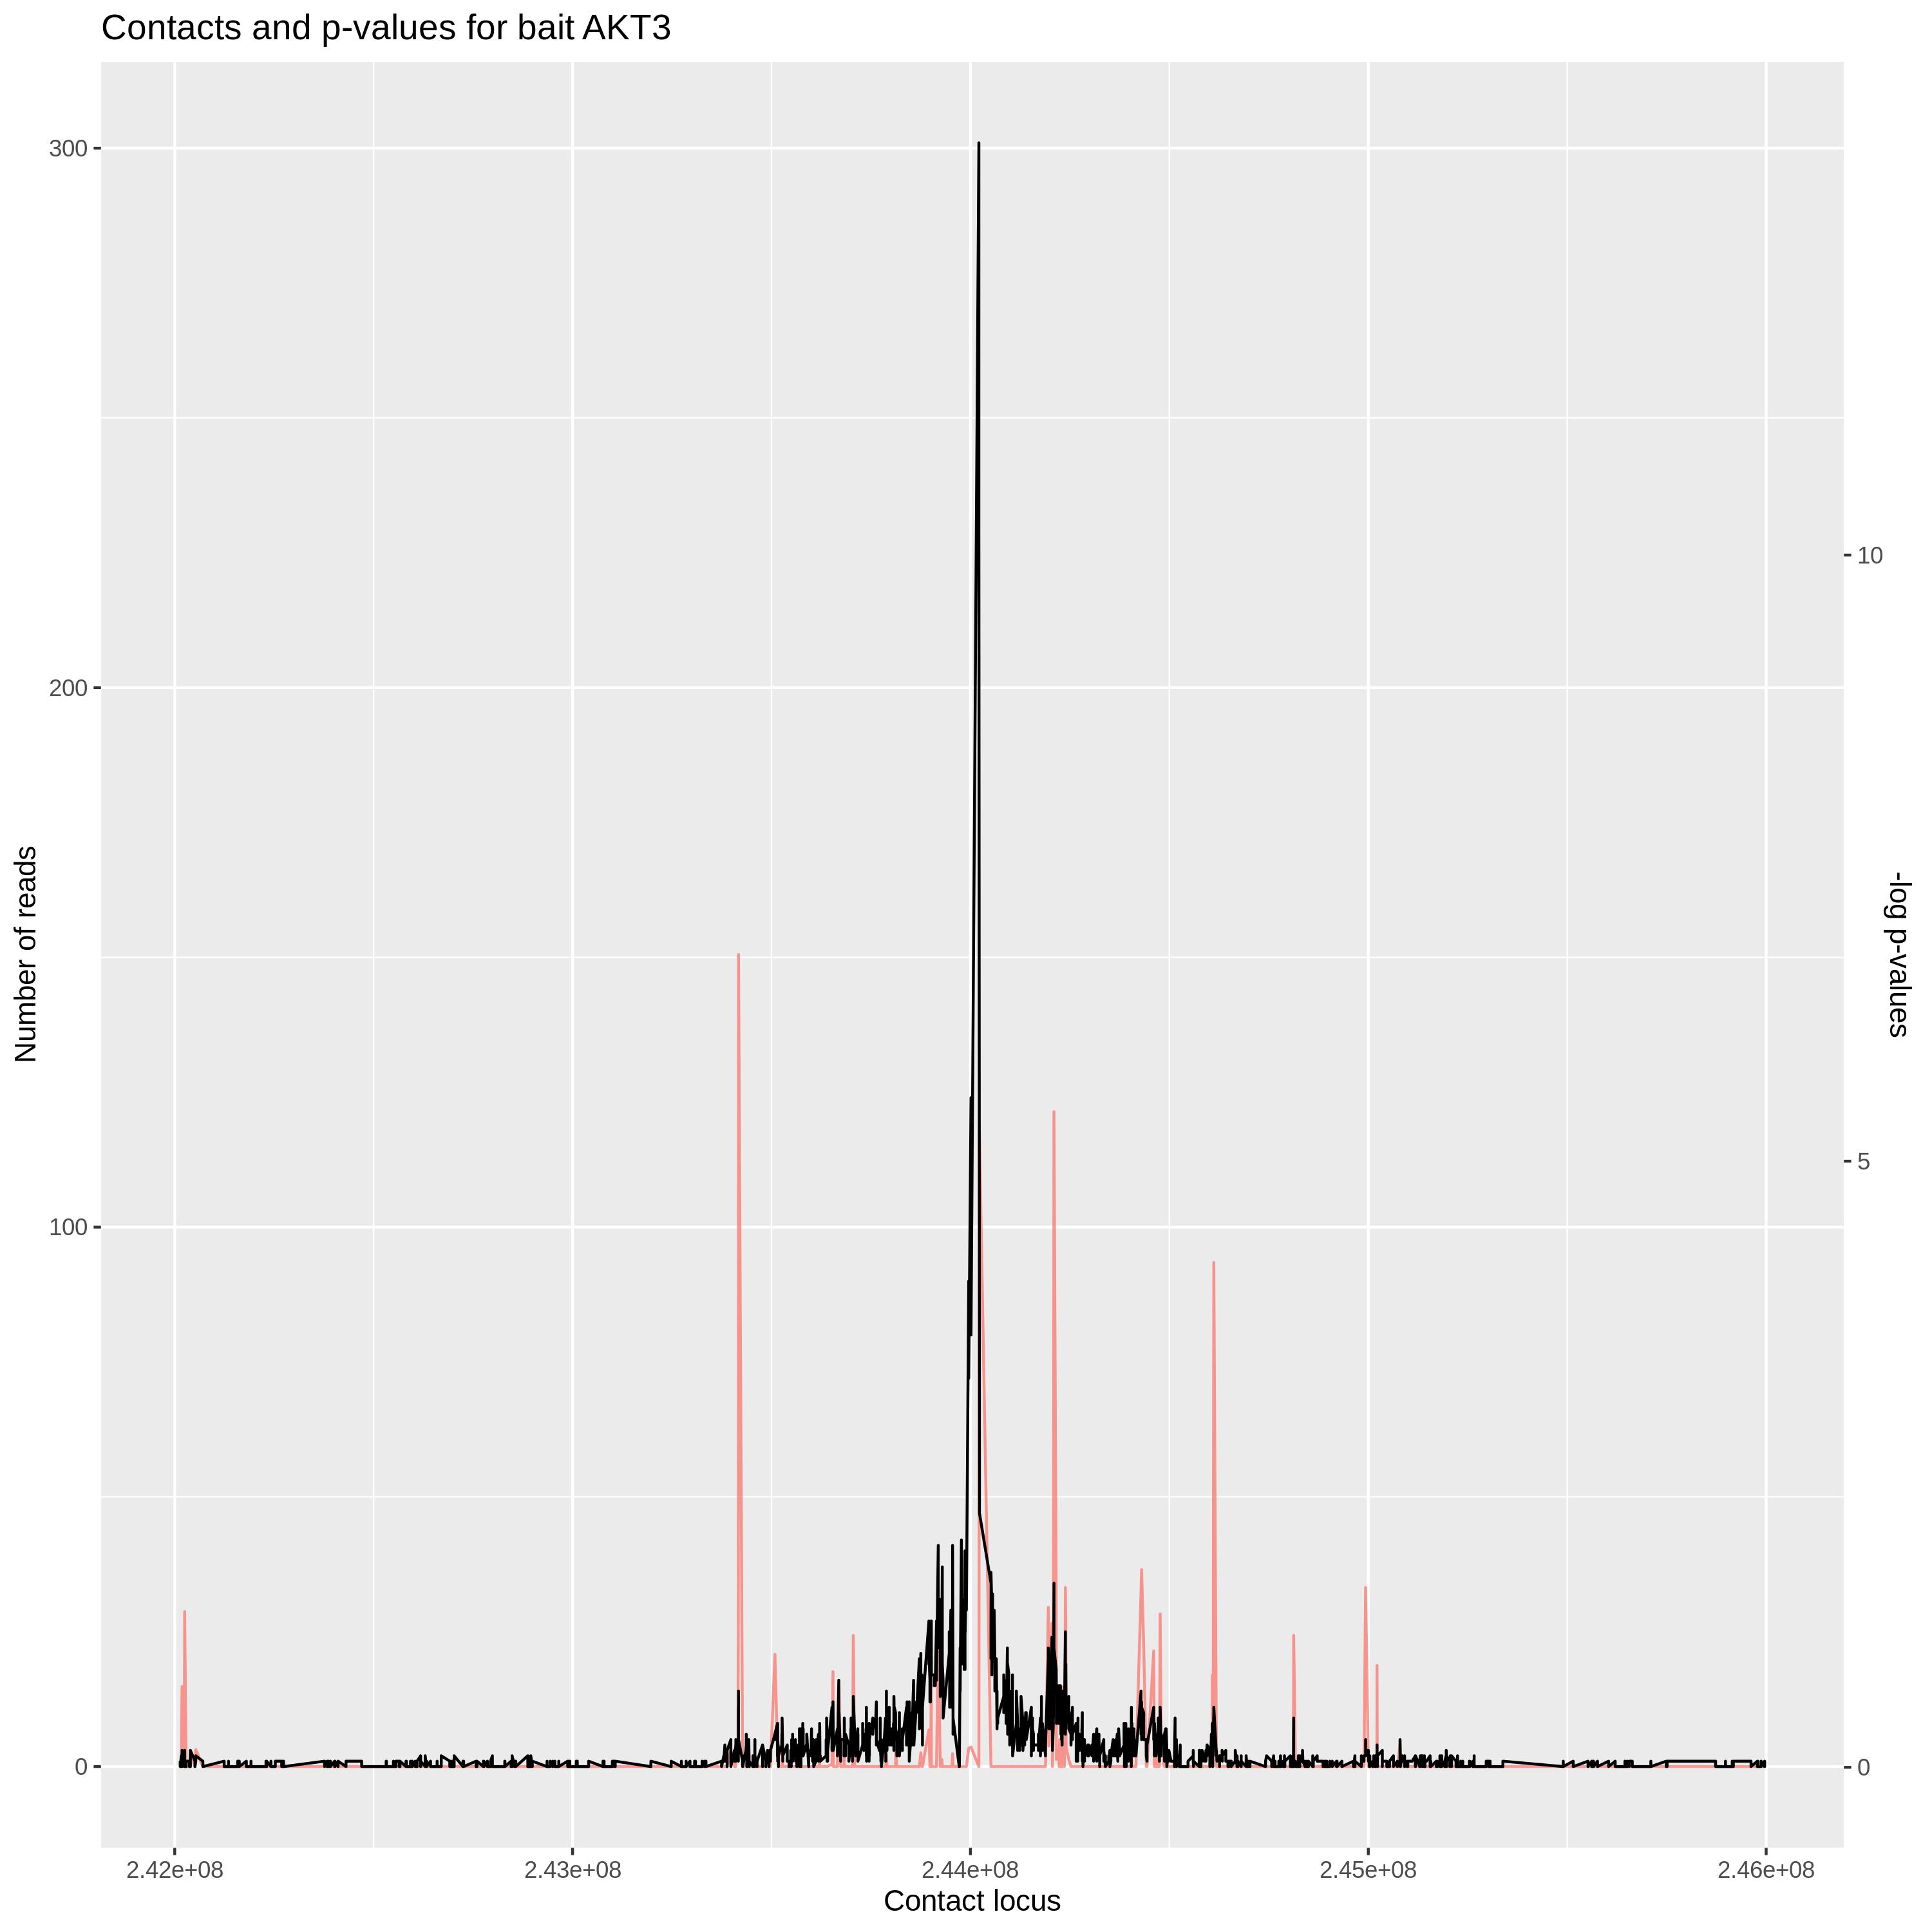 Contacts and p-values for bait AKT3
300
200
100
0
Number of reads
10
5
0
-log p-values
2.42e+08
2.43e+08
2.44e+08
2.45e+08
2.46e+08
Contact locus